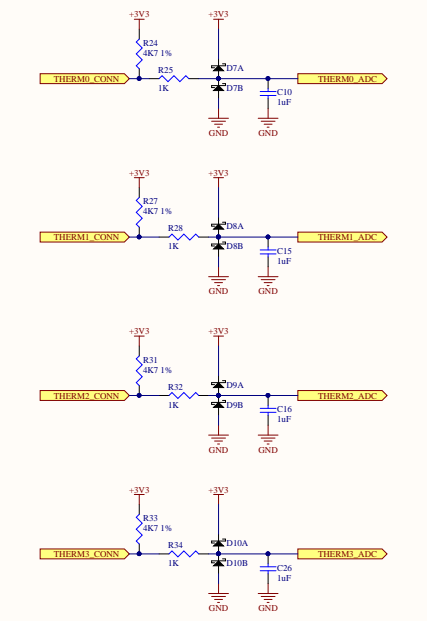 +3V3 +3V3
R24
4K7 1%
D7A
R25
THERM0_CONN THERM0_ADC
1K
D7B
C10
1uF
GND GND
+3V3 +3V3
R27
4K7 1%
D8A
R28
THERM1_CONN THERM1_ADC
1K
D8B
C15
1uF
GND GND
+3V3 +3V3
R31
4K7 1%
D9A
R32
THERM2_CONN THERM2_ADC
1K
D9B
C16
1uF
GND GND
+3V3 +3V3
R33
4K7 1%
D10A
R34
THERM3_CONN THERM3_ADC
1K
D10B
C26
1uF
GND GND